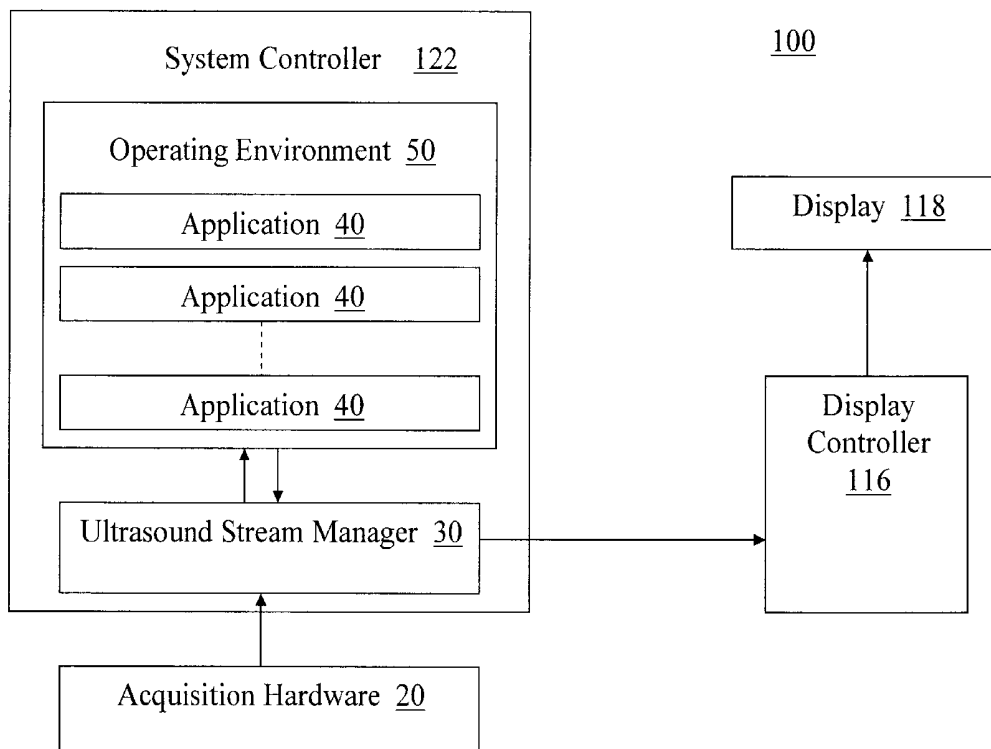 System Controller 122
100
Operating Environment 50
Application 40
Application 40
Application 40
Ultrasound Stream Manager 30
Acquisition Hardware 20
Display 118
Display
Controller
116